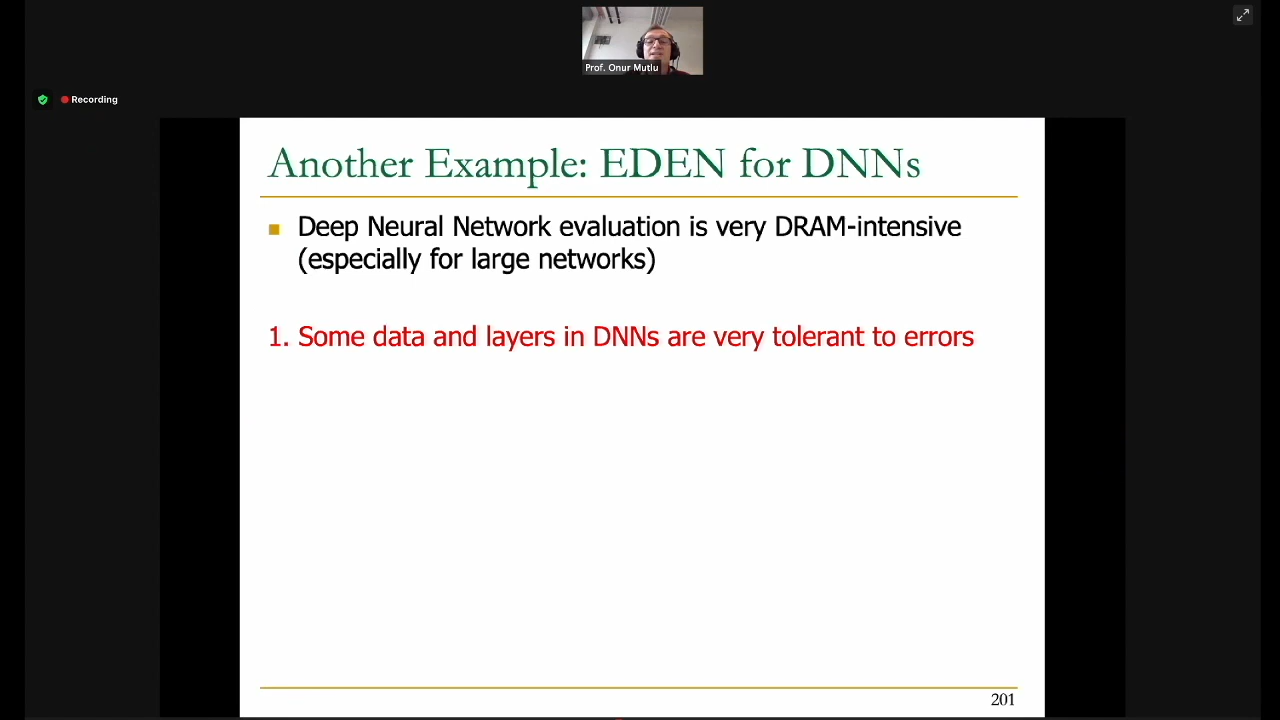 Prof. Onur Mutlu
Recording
Another Example: EDEN for DNNs
Deep Neural Network evaluation is very DRAM-intensive
(especially for large networks)
1. Some data and layers in DNNs are very tolerant to errors
201